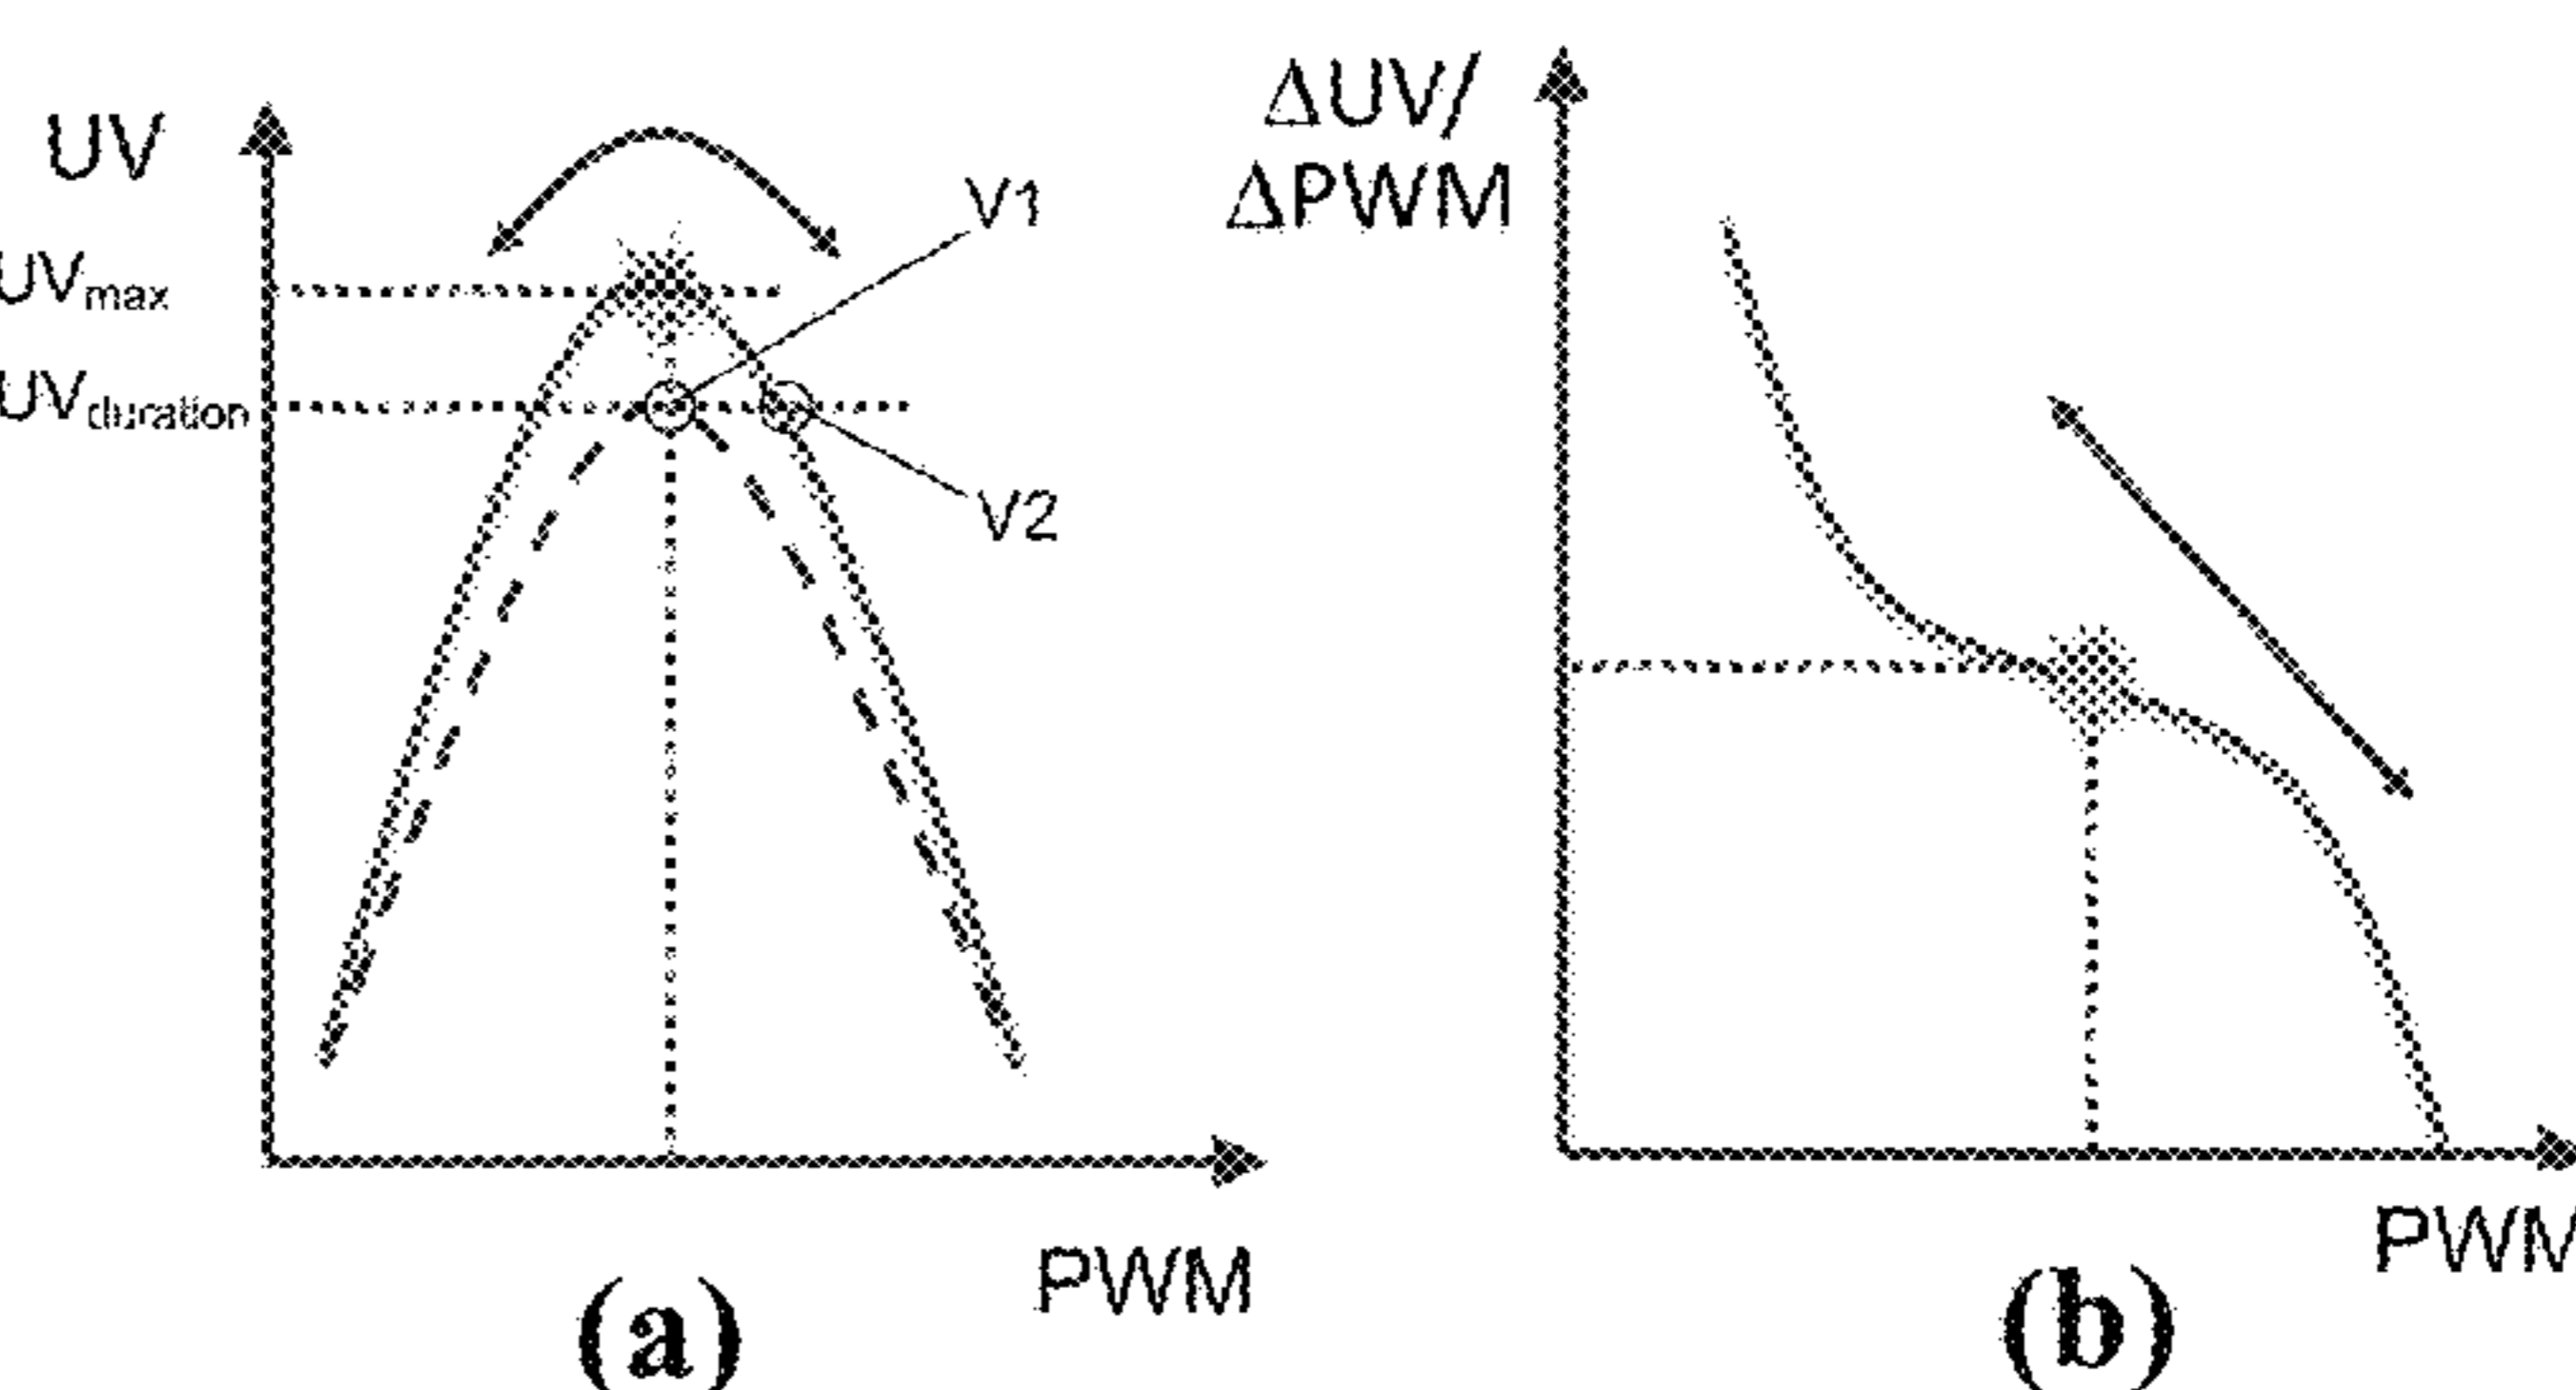 UV
UVmax
UVduration
V1
V2
PWM
(a)
ΔUV/
ΔPWM
PWM
(b)